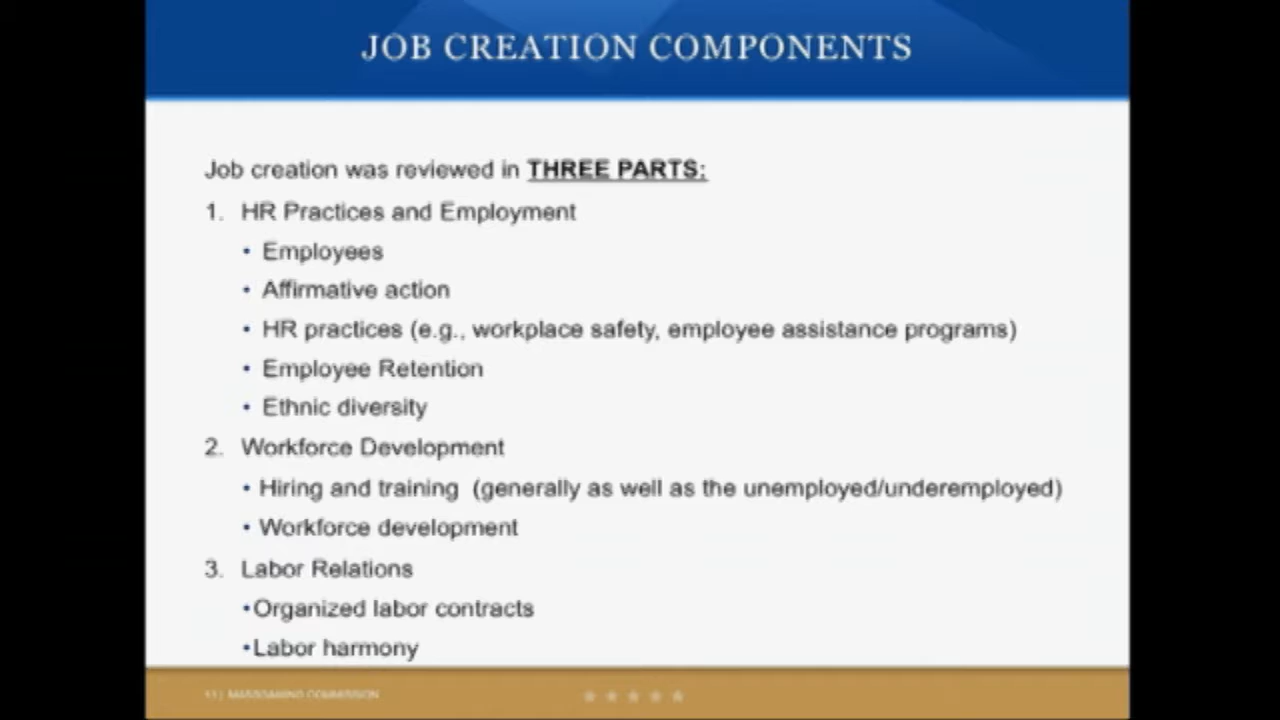 JOB CREATION COMPONENTS
Job creation was reviewed in THREE PARTS:
1. HR Practices and Employment
• Employees
• Affirmative action
• HR practices (e.g., workplace safety, employee assistance programs)
• Employee Retention
• Ethnic diversity
2. Workforce Development
• Hiring and training (generally as well as the unemployed/underemployed)
• Workforce development
3. Labor Relations
•Organized labor contracts
•Labor harmony
| MASSGAMING COMMISSION